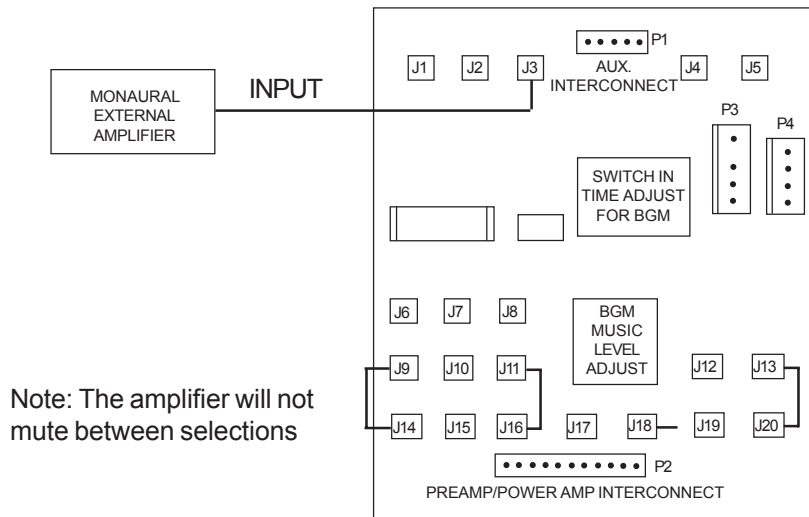 P1
J1 J2 J3 J4 J5
AUX.
INTERCONNECT
MONAURAL
EXTERNAL
AMPLIFIER
INPUT
P3
P4
SWITCH IN
TIME ADJUST
FOR BGM
J6 J7 J8
BGM
MUSIC
LEVEL
ADJUST
J9 J10 J11 J12 J13
Note: The amplifier will not
mute between selections
J14 J15 J16 J17 J18 J19 J20
P2
PREAMP/POWER AMP INTERCONNECT